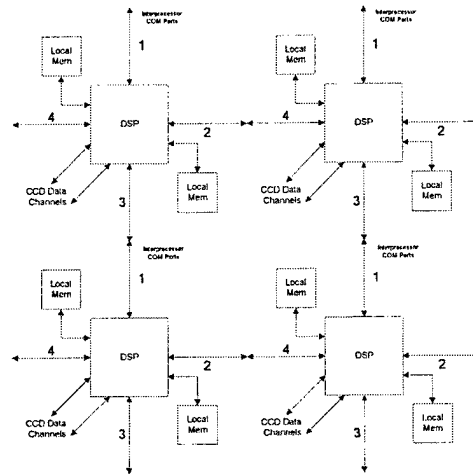 Interprocessor
COM Ports
1
Local
Mem
4
DSP
2
CCD Data
Channels
Local
Mem
3
Interprocessor
COM Ports
1
Local
Mem
4
DSP
2
CCD Data
Channels
Local
Mem
3
Interprocessor
COM Ports
1
Local
Mem
4
DSP
2
CCD Data
Channels
Local
Mem
3
Interprocessor
COM Ports
1
Local
Mem
4
DSP
2
CCD Data
Channels
Local
Mem
3